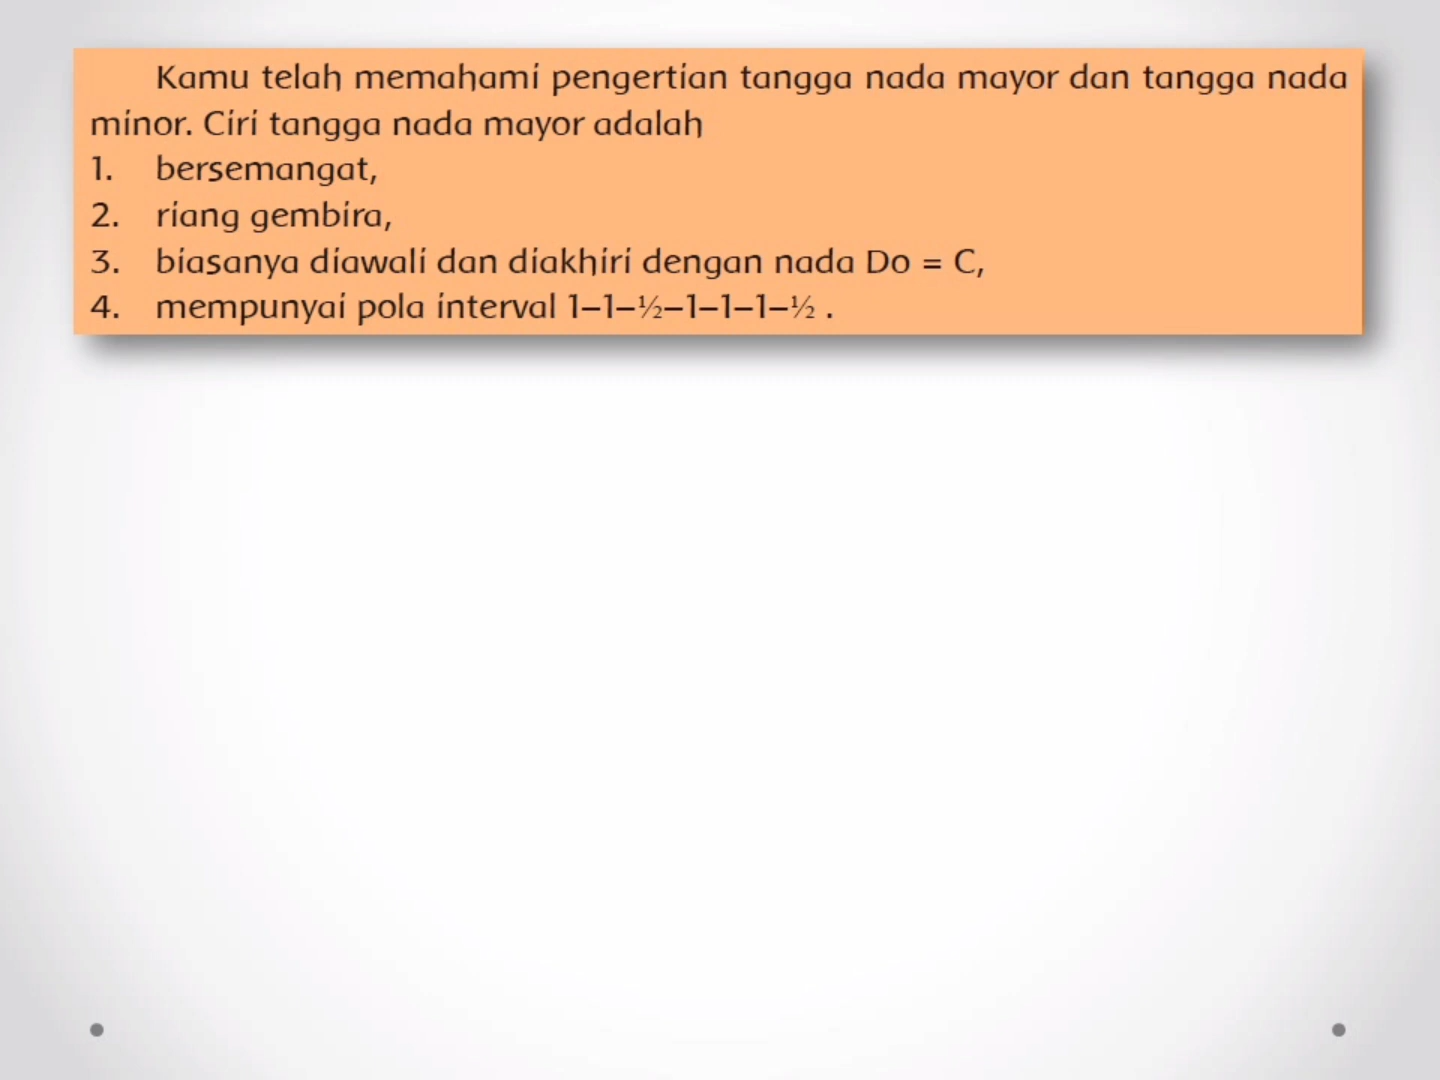 Kamu telah memahami pengertian tangga nada mayor dan tangga nada
minor. Ciri tangga nada mayor adalah
1. bersemangat,
2. riang gembira,
3. biasanya diawali dan diakhiri dengan nada Do = C,
4. mempunyai pola interval 1–1–½–1–1–1–½ .